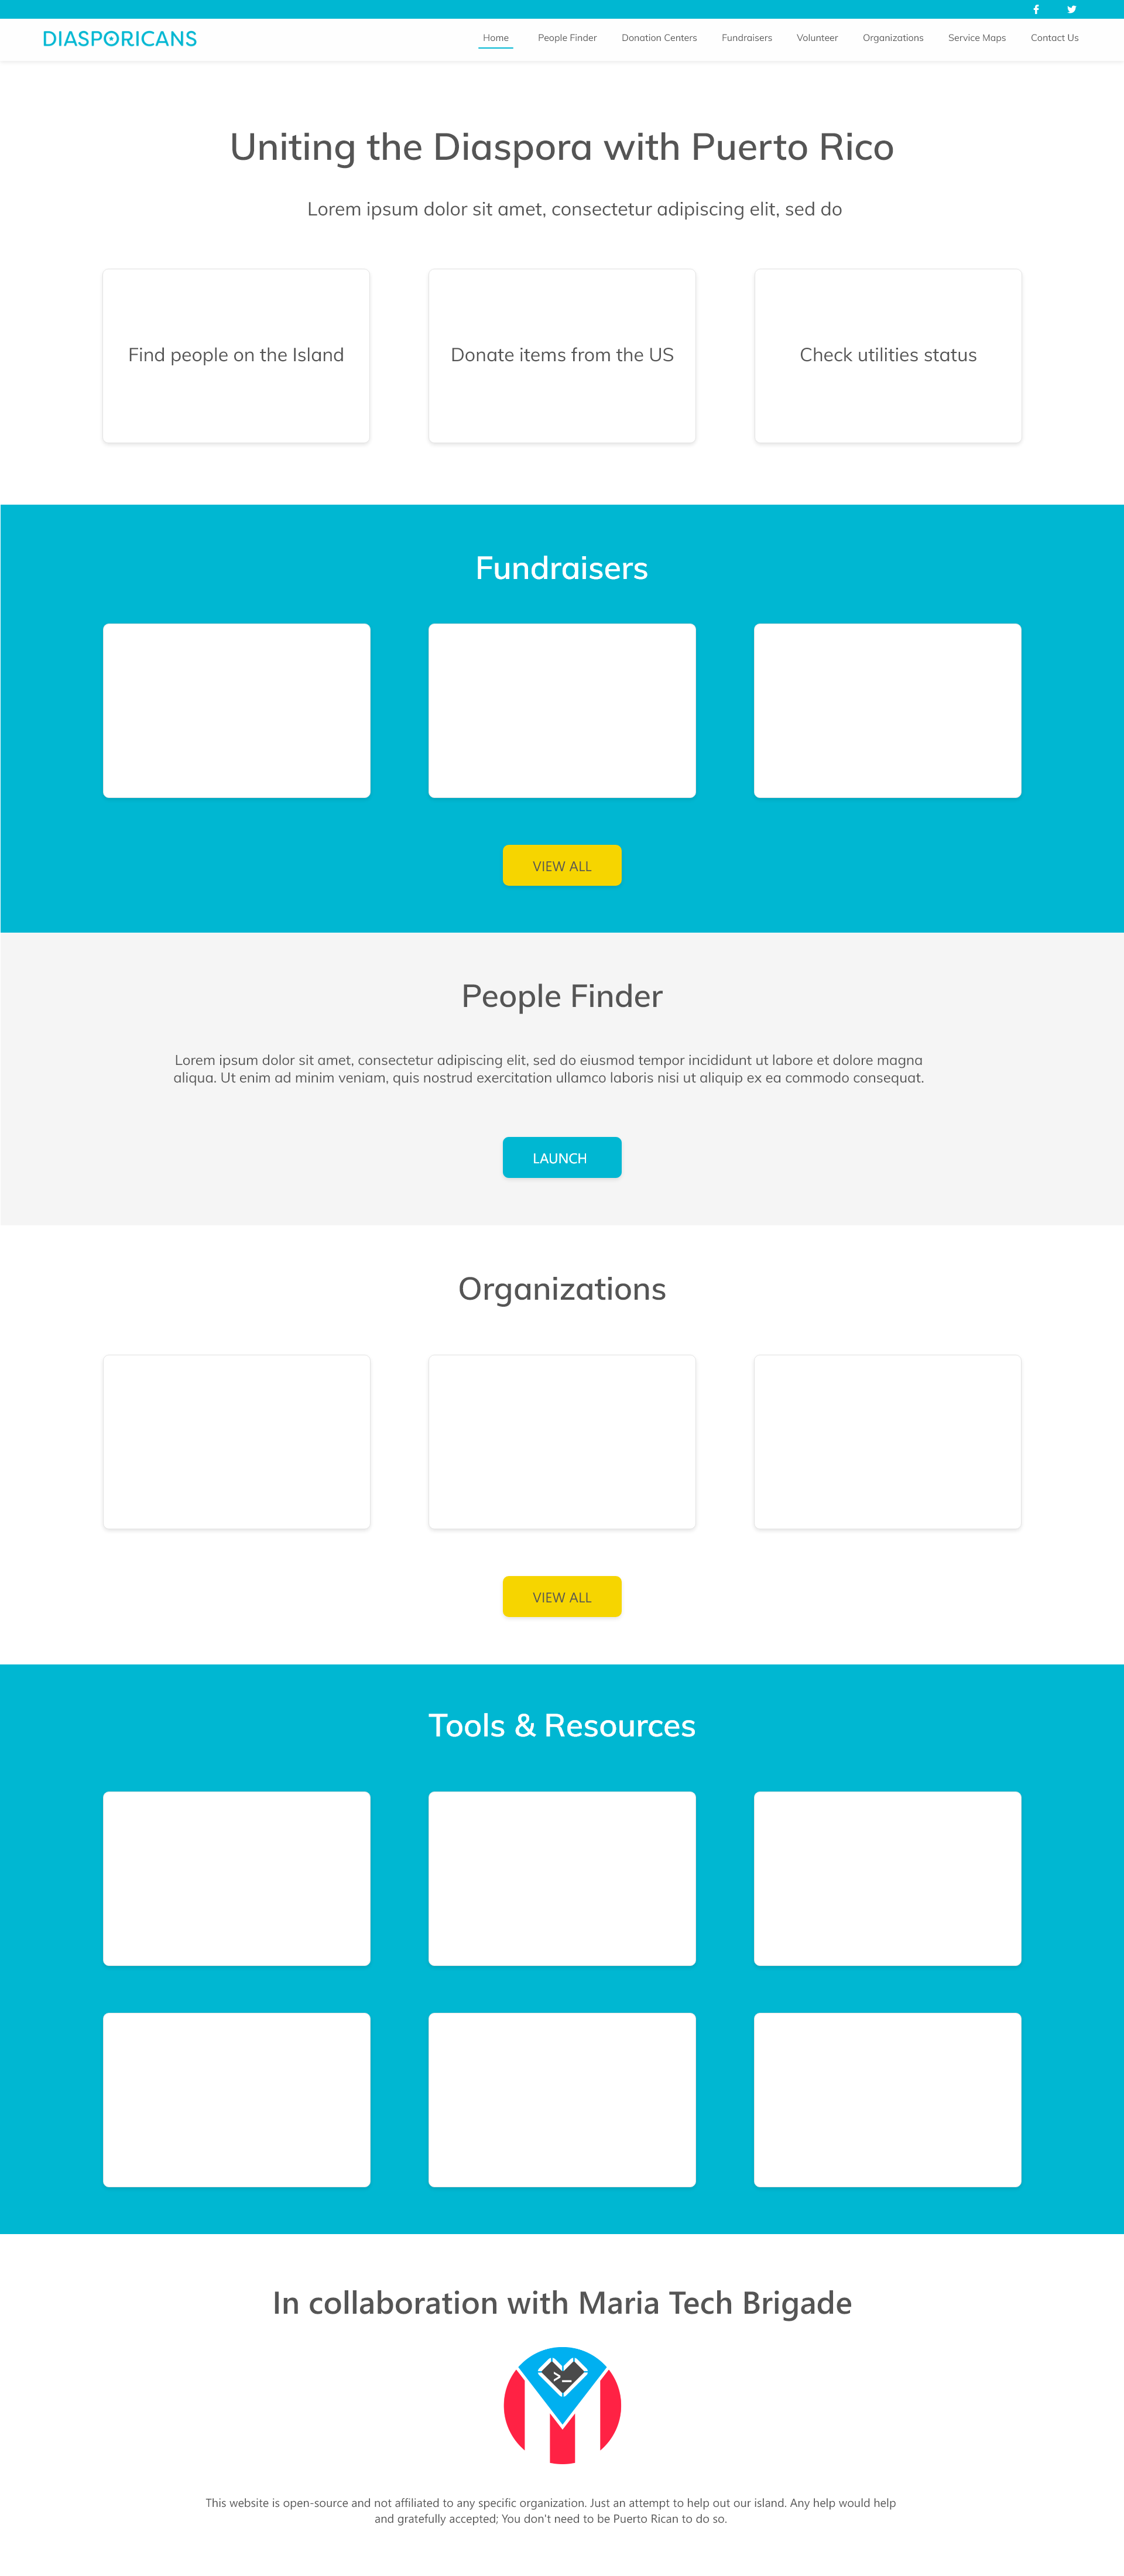 DIASPORICANS
Home People Finder Donation Centers Fundraisers Volunteer Organizations Service Maps Contact Us
Uniting the Diaspora with Puerto Rico
Lorem ipsum dolor sit amet, consectetur adipiscing elit, sed do
Find people on the Island
Donate items from the US
Check utilities status
Fundraisers
VIEW ALL
People Finder
Lorem ipsum dolor sit amet, consectetur adipiscing elit, sed do eiusmod tempor incididunt ut labore et dolore magna
aliqua. Ut enim ad minim veniam, quis nostrud exercitation ullamco laboris nisi ut aliquip ex ea commodo consequat.
LAUNCH
Organizations
VIEW ALL
Tools & Resources
In collaboration with Maria Tech Brigade
>_
This website is open-source and not affiliated to any specific organization. Just an attempt to help out our island. Any help would help
and gratefully accepted; You don't need to be Puerto Rican to do so.